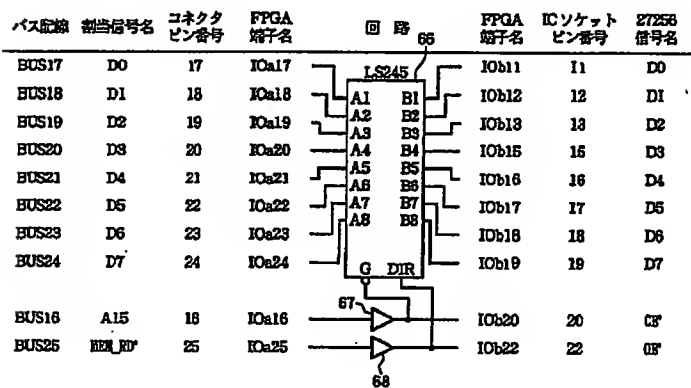 バス配線 割当信号名 コネクタピン番号 FPGA端子名 回路 FPGA端子名 ICソケットピン番号 27256信号名
66
LS245
BUS17 D0 17 IOa17 A1 B1 IOb11 11 D0
BUS18 D1 18 IOa18 A2 B2 IOb12 12 D1
BUS19 D2 19 IOa19 A3 B3 IOb13 13 D2
BUS20 D3 20 IOa20 A4 B4 IOb15 15 D3
BUS21 D4 21 IOa21 A5 B5 IOb16 16 D4
BUS22 D5 22 IOa22 A6 B6 IOb17 17 D5
BUS23 D6 23 IOa23 A7 B7 IOb18 18 D6
BUS24 D7 24 IOa24 A8 B8 IOb19 19 D7
G DIR
67
BUS16 A15 16 IOa16 IOb20 20 CE*
BUS25 MEM_RD* 25 IOa25 IOb22 22 OE*
68